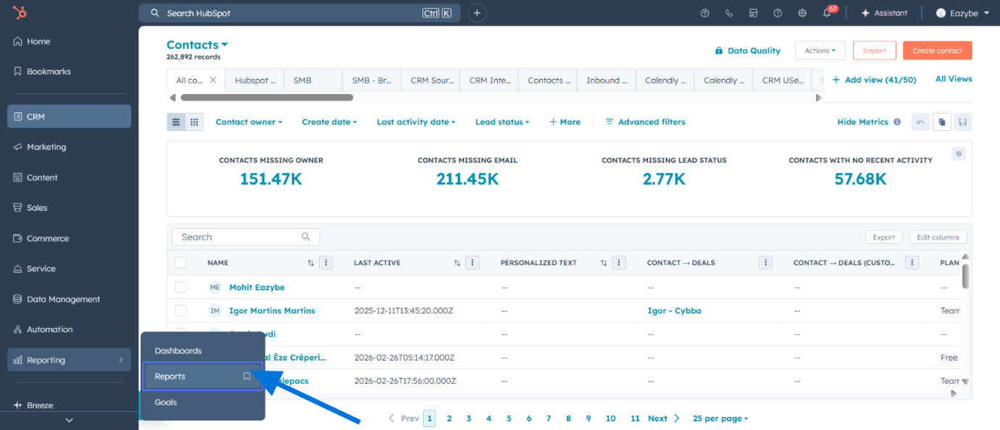 Search HubSpot Ctrl K
67
Assistant
Eazybe
Home
Bookmarks
CRM
Marketing
Content
Sales
Commerce
Service
Data Management
Automation
Reporting
Breeze
Dashboards
Reports
Goals
Contacts
262,892 records
Data Quality
Actions
Import
Create contact
All co...
Hubspot ...
SMB
SMB - Br...
CRM Sour...
CRM Inte...
Contacts ...
Inbound ...
Calendly ...
Calendly ...
CRM USe...
+ Add view (41/50)
All Views
Contact owner
Create date
Last activity date
Lead status
+ More
Advanced filters
Hide Metrics
CONTACTS MISSING OWNER
151.47K
CONTACTS MISSING EMAIL
211.45K
CONTACTS MISSING LEAD STATUS
2.77K
CONTACTS WITH NO RECENT ACTIVITY
57.68K
Search
Export
Edit columns
NAME LAST ACTIVE PERSONALIZED TEXT CONTACT → DEALS CONTACT → DEALS (CUSTO... PLAN
ME Mohit Eazybe -- -- -- -- --
IM Igor Martins Martins 2025-12-11T13:45:20.000Z -- Igor - Cybba -- Team
-- -- -- -- --
Èze Crêperi... 2026-02-26T05:14:17.000Z -- -- -- Free
2026-02-26T17:56:00.000Z -- -- -- Team
Prev 1 2 3 4 5 6 7 8 9 10 11 Next 25 per page